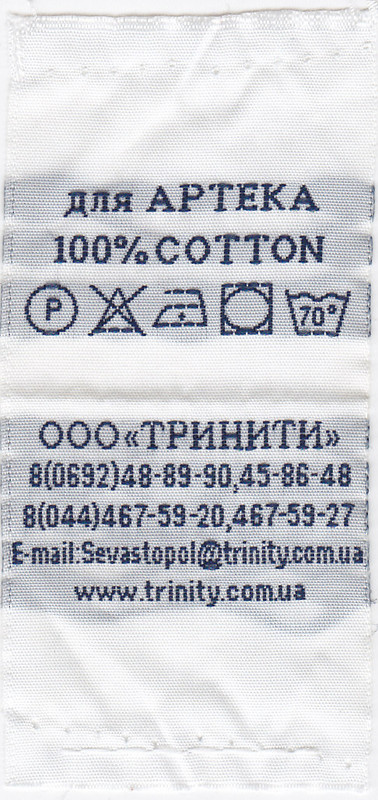 для АРТЕКА
100% COTTON
P 70°
ООО«ТРИНИТИ»
8(0692)48-89-90,45-86-48
8(044)467-59-20,467-59-27
E-mail:Sevastopol@trinity.com.ua
www.trinity.com.ua